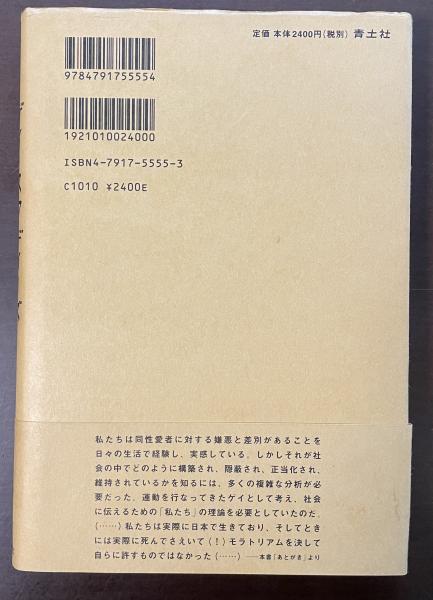 定価 本体2400円(税別) 青土社
9784791755554
1921010024000
ISBN4-7917-5555-3
C1010 ¥2400E
私たちは同性愛者に対する嫌悪と差別があることを
日々の生活で経験し、実感している。しかしそれが社
会の中でどのように構築され、隠蔽され、正当化され、
維持されているかを知るには、多くの複雑な分析が必
要だった。運動を行なってきたゲイとして考え、社会
に伝えるための「私たち」の理論を必要としていたのだ。
(……)私たちは実際に日本で生きており、そしてとき
には実際に死んでさえいて(!)モラトリアムを決して
自らに許すものではなかった(……)——本書「あとがき」より